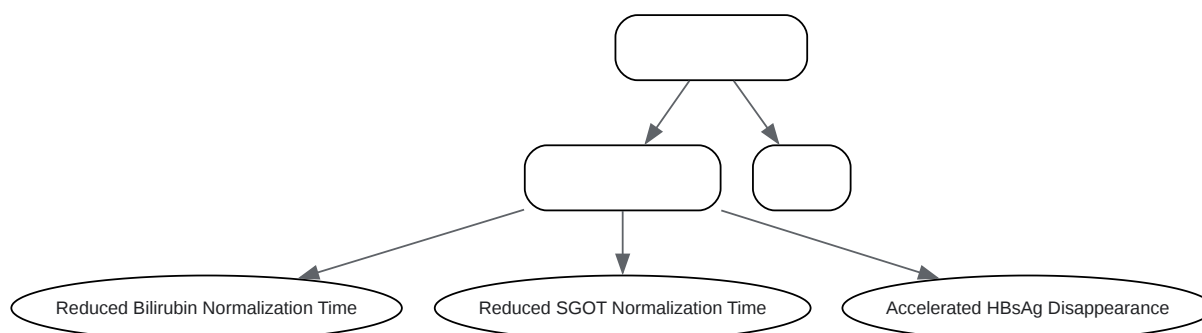 Reduced Bilirubin Normalization Time
Reduced SGOT Normalization Time
Accelerated HBsAg Disappearance